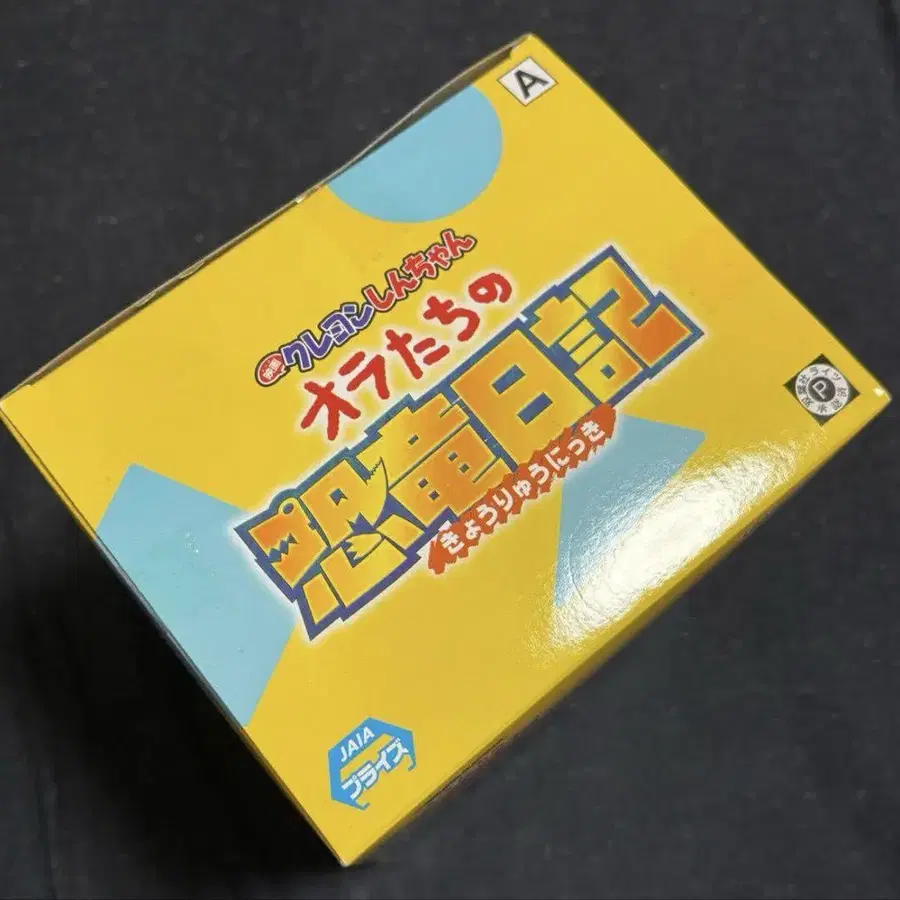 A
映画クレヨンしんちゃん
オラたちの
恐竜日記
きょうりゅうにっき
P
JAIA
プライズ